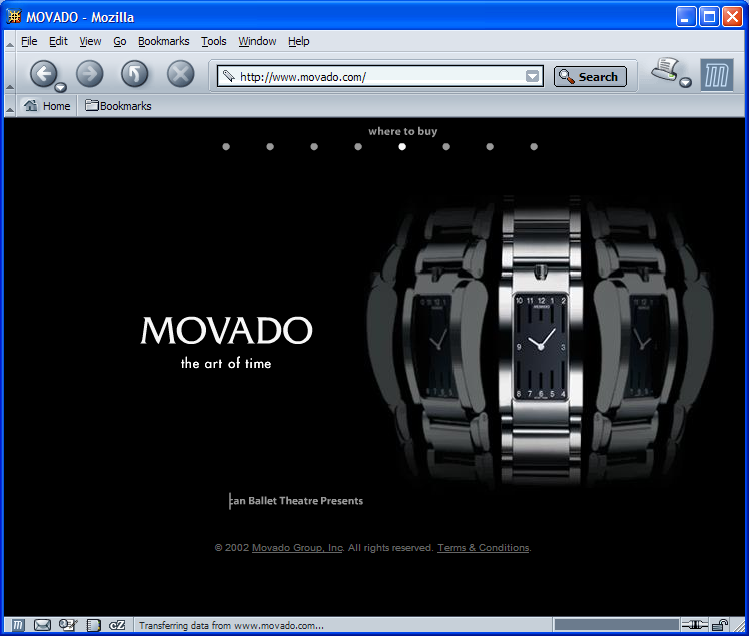 MOVADO - Mozilla
File Edit View Go Bookmarks Tools Window Help
http://www.movado.com/ Search
Home Bookmarks
where to buy
10 11 12 1 2
MOVADO
9 3
8 7 6 5 4
MOVADO
the art of time
can Ballet Theatre Presents
© 2002 Movado Group, Inc. All rights reserved. Terms & Conditions.
Transferring data from www.movado.com...